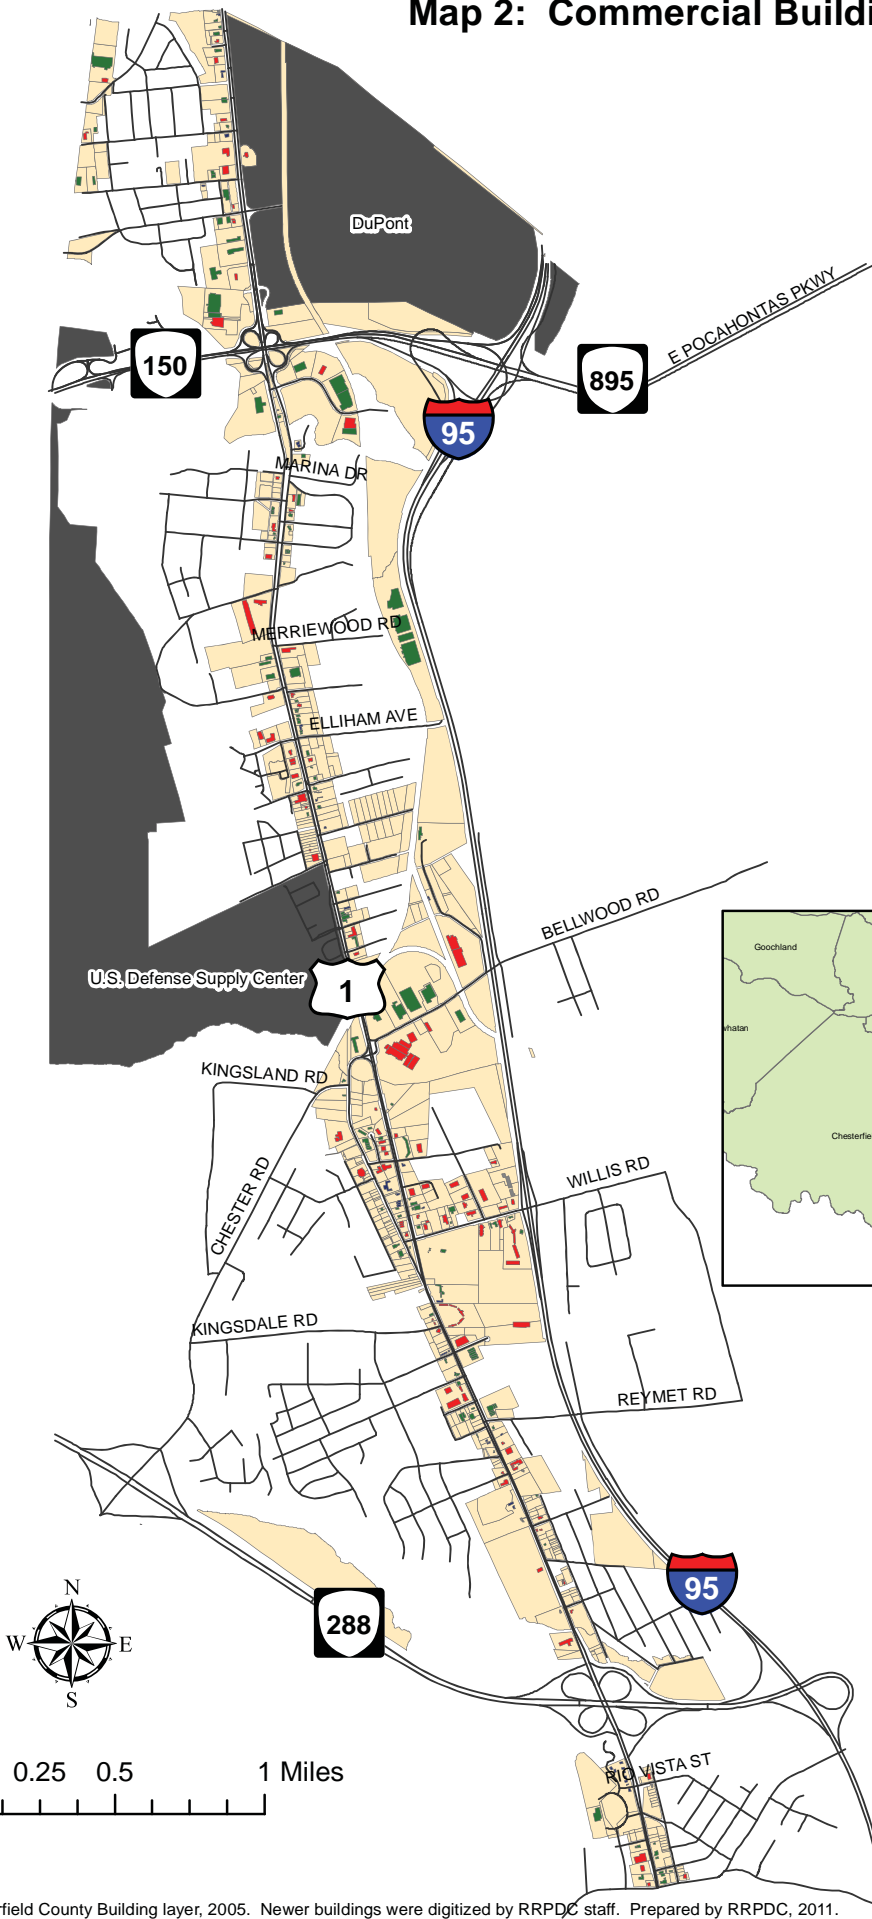 Map 2: Commercial Buildi
DuPont
E POCAHONTAS PKWY
150
895
95
MARINA DR
MERRIEWOOD RD
ELLIHAM AVE
BELLWOOD RD
Goochland
U.S. Defense Supply Center
1
whatan
KINGSLAND RD
Chesterfie
CHESTER RD
WILLIS RD
KINGSDALE RD
REYMET RD
95
N
288
W E
S
RIO VISTA ST
0.25 0.5 1 Miles
rfield County Building layer, 2005. Newer buildings were digitized by RRPDC staff. Prepared by RRPDC, 2011.